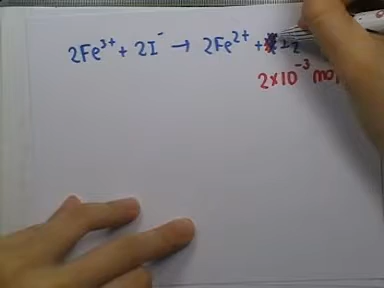 2Fe³⁺ + 2I⁻ → 2Fe²⁺ + I₂
2×10⁻³ mol